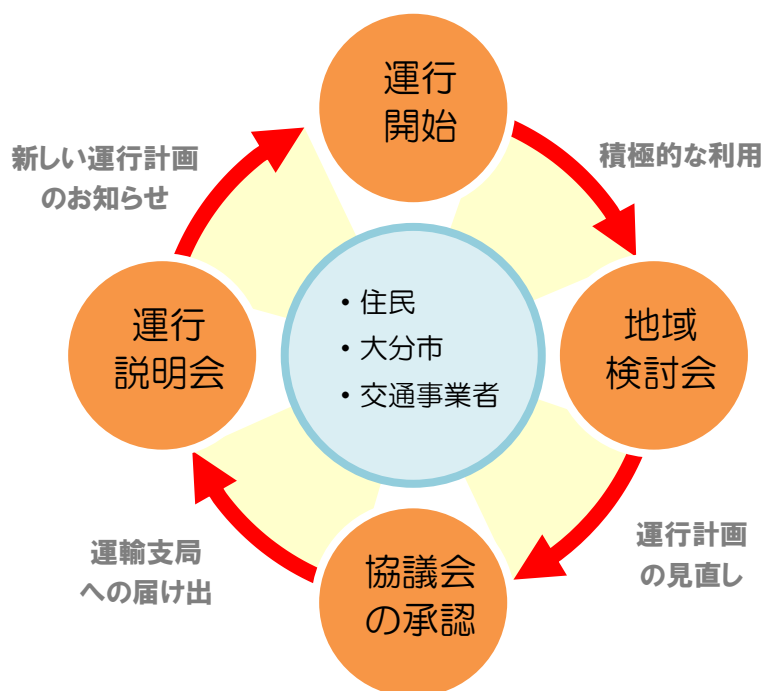 運行
開始
積極的な利用
地域
検討会
運行計画
の見直し
協議会
の承認
運輸支局
への届け出
運行
説明会
新しい運行計画
のお知らせ
・住民
・大分市
・交通事業者